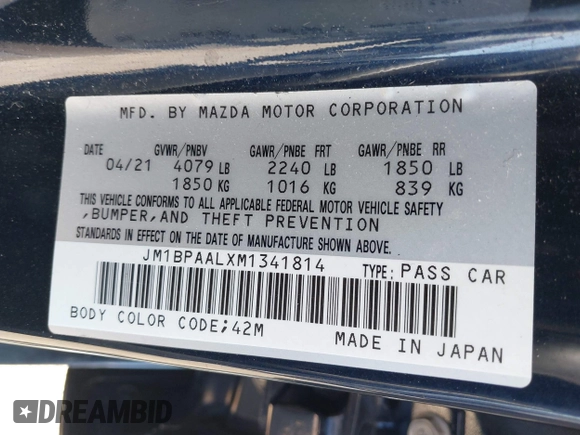 MFD. BY MAZDA MOTOR CORPORATION
DATE GVWR/PNBV GAWR/PNBE FRT GAWR/PNBE RR
04/21 4079 LB 2240 LB 1850 LB
1850 KG 1016 KG 839 KG
THIS VEHICLE CONFORMS TO ALL APPLICABLE FEDERAL MOTOR VEHICLE SAFETY
,BUMPER,AND THEFT PREVENTION
STANDARDS IN EFFECT ON THE DATE OF MANUFACTURE SHOWN ABOVE.
JM1BPAALXM1341814 TYPE: PASS CAR
BODY COLOR CODE;42M MADE IN JAPAN
DREAMBID